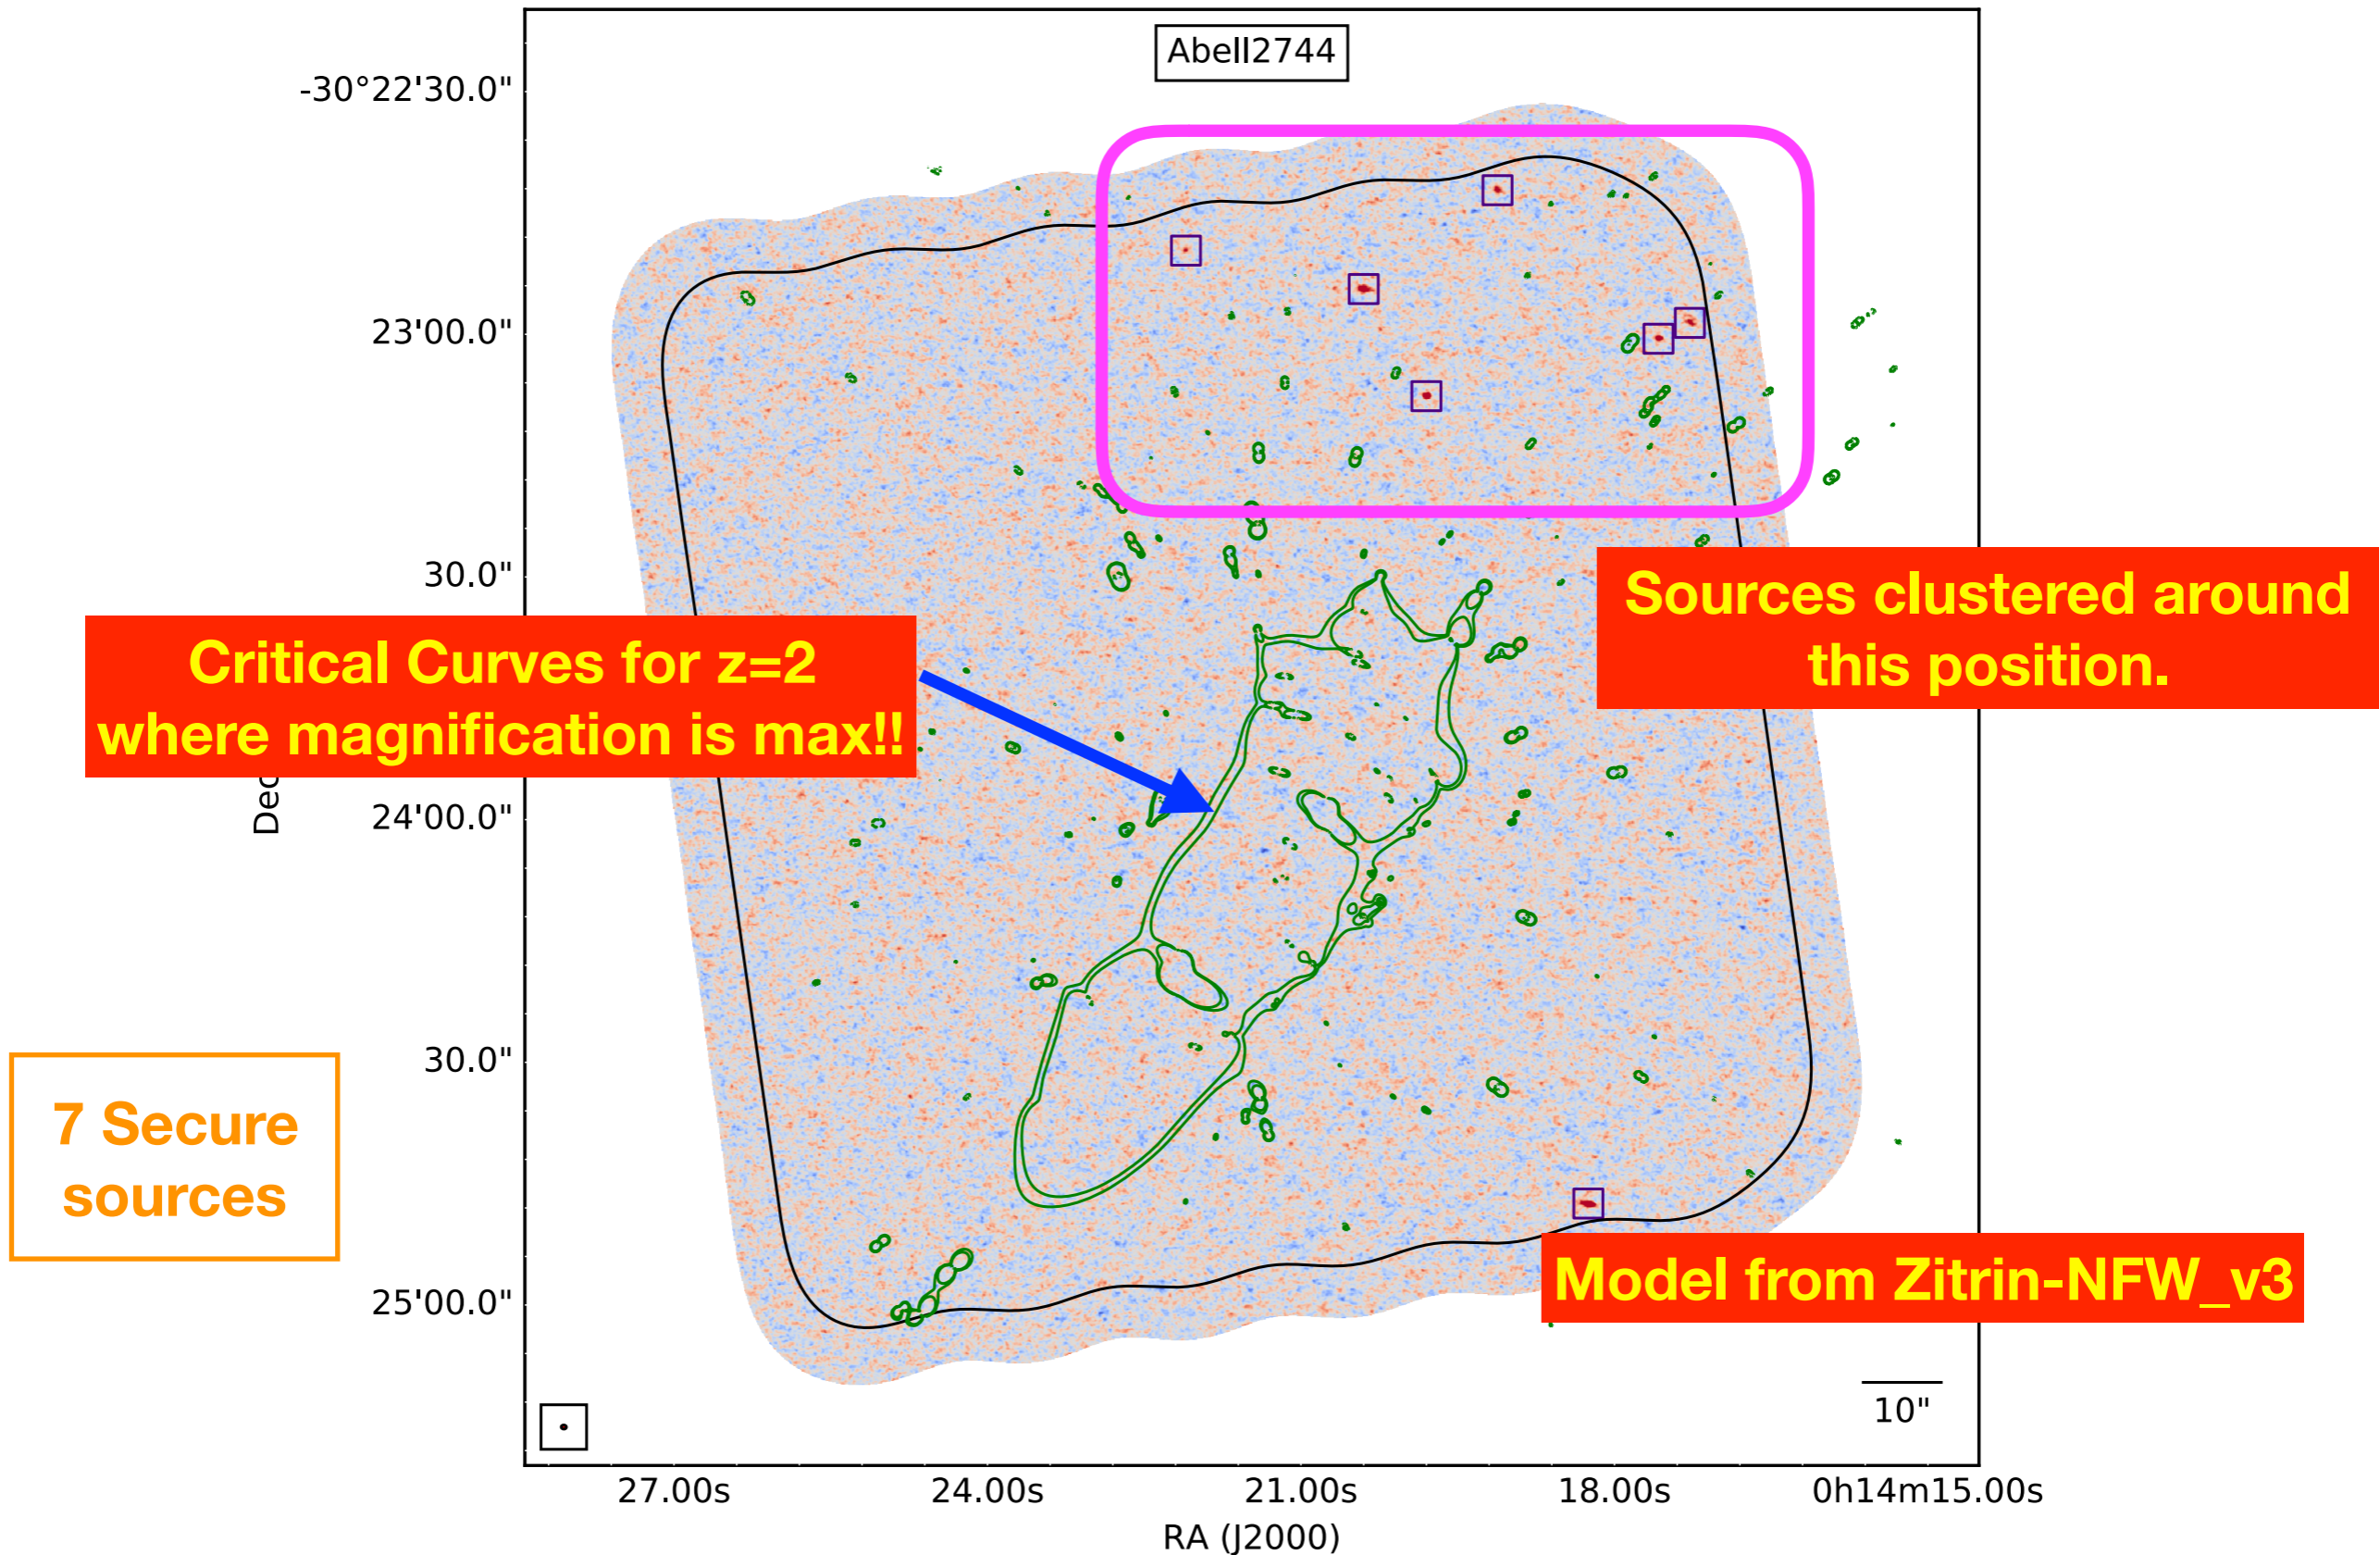 Abell2744
-30°22'30.0"
23'00.0"
30.0"
Sources clustered around
this position.
Critical Curves for z=2
where magnification is max!!
24'00.0"
30.0"
7 Secure
sources
Model from Zitrin-NFW_v3
25'00.0"
10"
27.00s 24.00s 21.00s 18.00s 0h14m15.00s
RA (J2000)